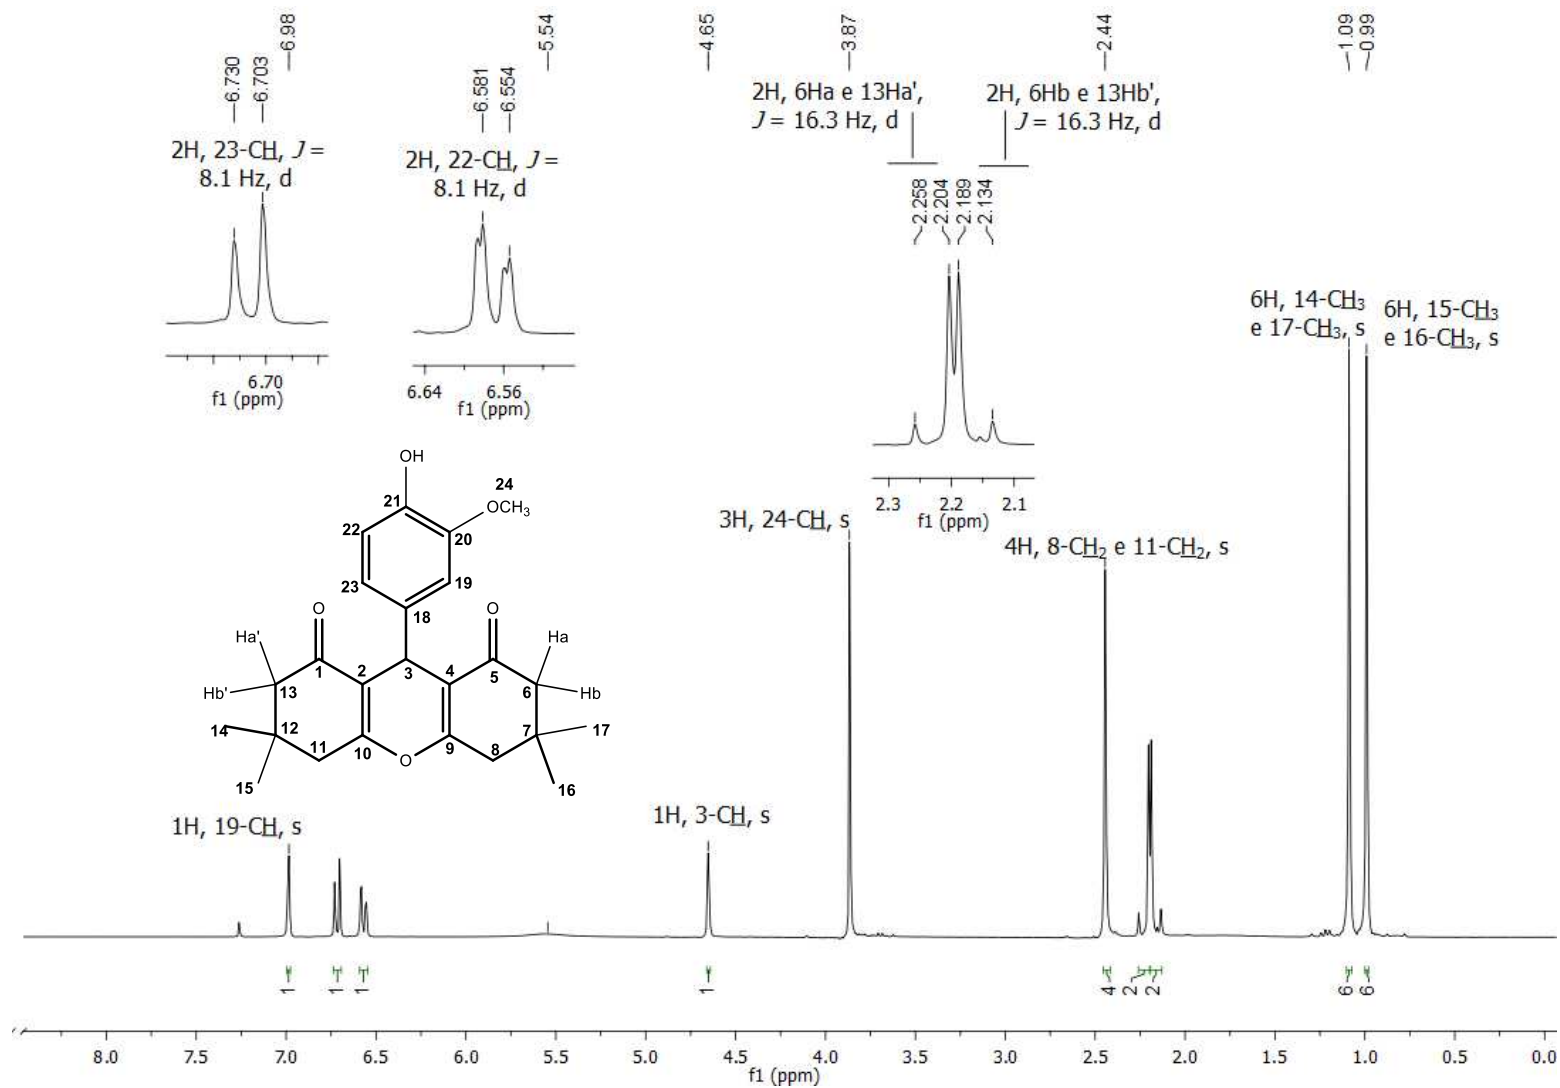 6.98
5.54
4.65
3.87
2.44
1.09
0.99
6.730
6.703
6.581
6.554
2H, 23-CH, J =
8.1 Hz, d
2H, 22-CH, J =
8.1 Hz, d
2H, 6Ha e 13Ha',
J = 16.3 Hz, d
2H, 6Hb e 13Hb',
J = 16.3 Hz, d
2.258
2.204
2.189
2.134
6H, 14-CH3
e 17-CH3, s
6H, 15-CH3
e 16-CH3, s
6.70
f1 (ppm)
6.64 6.56
f1 (ppm)
2.3 2.2 2.1
f1 (ppm)
3H, 24-CH, s
4H, 8-CH2 e 11-CH2, s
OH
24
21
OCH3
22
20
23
19
18
O
O
Ha'
Ha
1
2
3
4
5
Hb'
13
6
Hb
14
12
7
17
11
10
O
9
8
15
16
1H, 19-CH, s
1H, 3-CH, s
1
1
1
1
4
2
2
6
6
8.0 7.5 7.0 6.5 6.0 5.5 5.0 4.5 4.0 3.5 3.0 2.5 2.0 1.5 1.0 0.5 0.0
f1 (ppm)